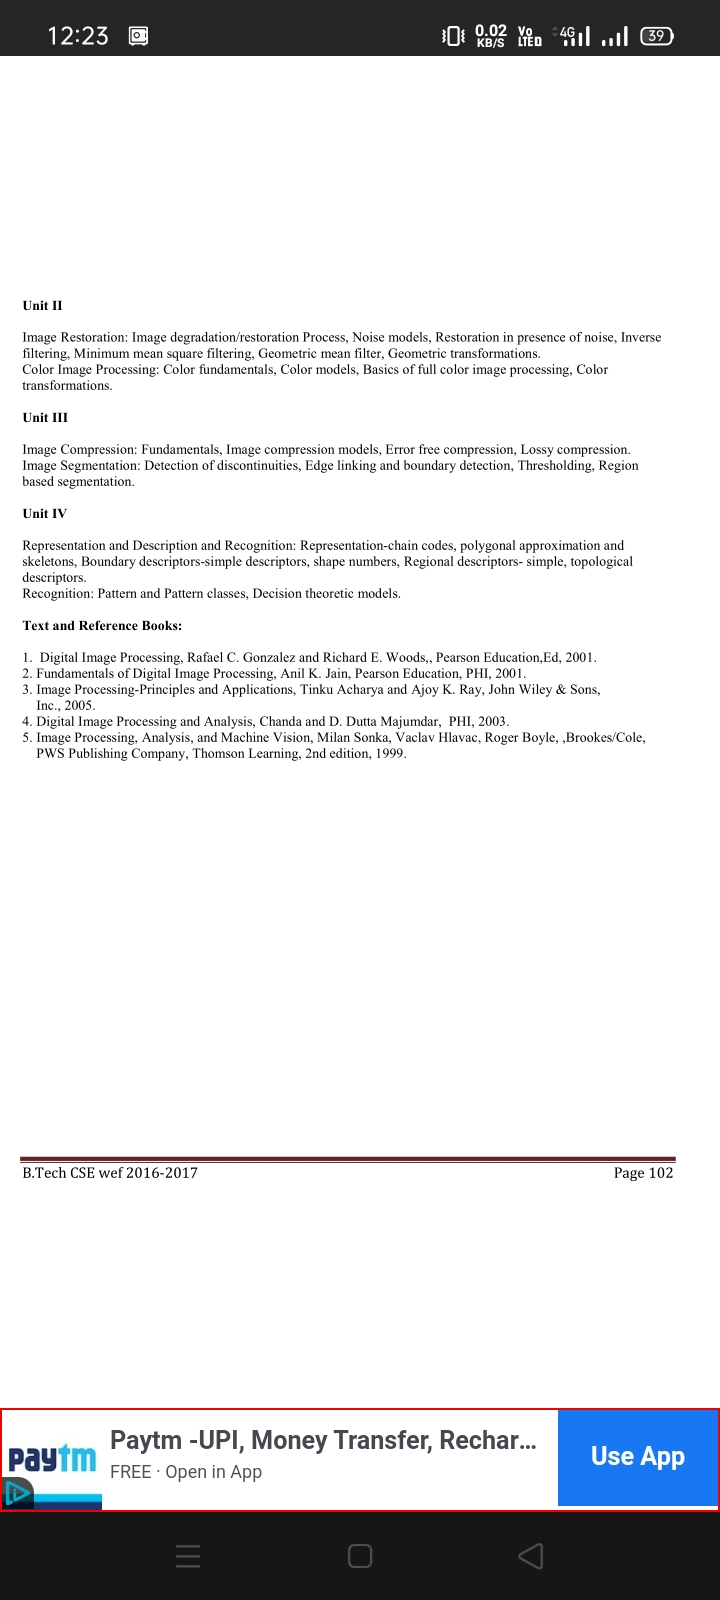 12:23
0.02
KB/S
Vo
LTE
4G
39
Unit II
Image Restoration: Image degradation/restoration Process, Noise models, Restoration in presence of noise, Inverse
filtering, Minimum mean square filtering, Geometric mean filter, Geometric transformations.
Color Image Processing: Color fundamentals, Color models, Basics of full color image processing, Color
transformations.
Unit III
Image Compression: Fundamentals, Image compression models, Error free compression, Lossy compression.
Image Segmentation: Detection of discontinuities, Edge linking and boundary detection, Thresholding, Region
based segmentation.
Unit IV
Representation and Description and Recognition: Representation-chain codes, polygonal approximation and
skeletons, Boundary descriptors-simple descriptors, shape numbers, Regional descriptors- simple, topological
descriptors.
Recognition: Pattern and Pattern classes, Decision theoretic models.
Text and Reference Books:
1.  Digital Image Processing, Rafael C. Gonzalez and Richard E. Woods,, Pearson Education,Ed, 2001.
2. Fundamentals of Digital Image Processing, Anil K. Jain, Pearson Education, PHI, 2001.
3. Image Processing-Principles and Applications, Tinku Acharya and Ajoy K. Ray, John Wiley & Sons,
Inc., 2005.
4. Digital Image Processing and Analysis, Chanda and D. Dutta Majumdar,  PHI, 2003.
5. Image Processing, Analysis, and Machine Vision, Milan Sonka, Vaclav Hlavac, Roger Boyle, ,Brookes/Cole,
PWS Publishing Company, Thomson Learning, 2nd edition, 1999.
B.Tech CSE wef 2016-2017 Page 102
paytm
Paytm -UPI, Money Transfer, Rechar...
FREE · Open in App
Use App